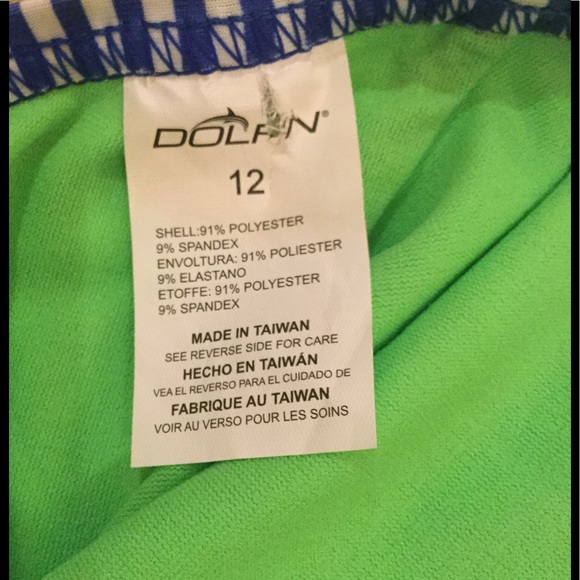 DOLFIN®
12
SHELL:91% POLYESTER
9% SPANDEX
ENVOLTURA: 91% POLIESTER
9% ELASTANO
ETOFFE: 91% POLYESTER
9% SPANDEX
MADE IN TAIWAN
SEE REVERSE SIDE FOR CARE
HECHO EN TAIWÁN
VEA EL REVERSO PARA EL CUIDADO DE
FABRIQUE AU TAIWAN
VOIR AU VERSO POUR LES SOINS